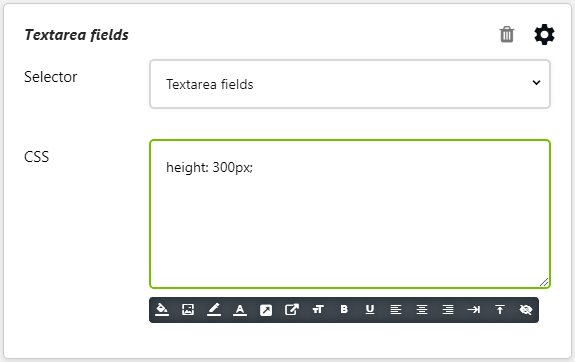 Textarea fields
Selector
Textarea fields
CSS
height: 300px;
A
T
B
U